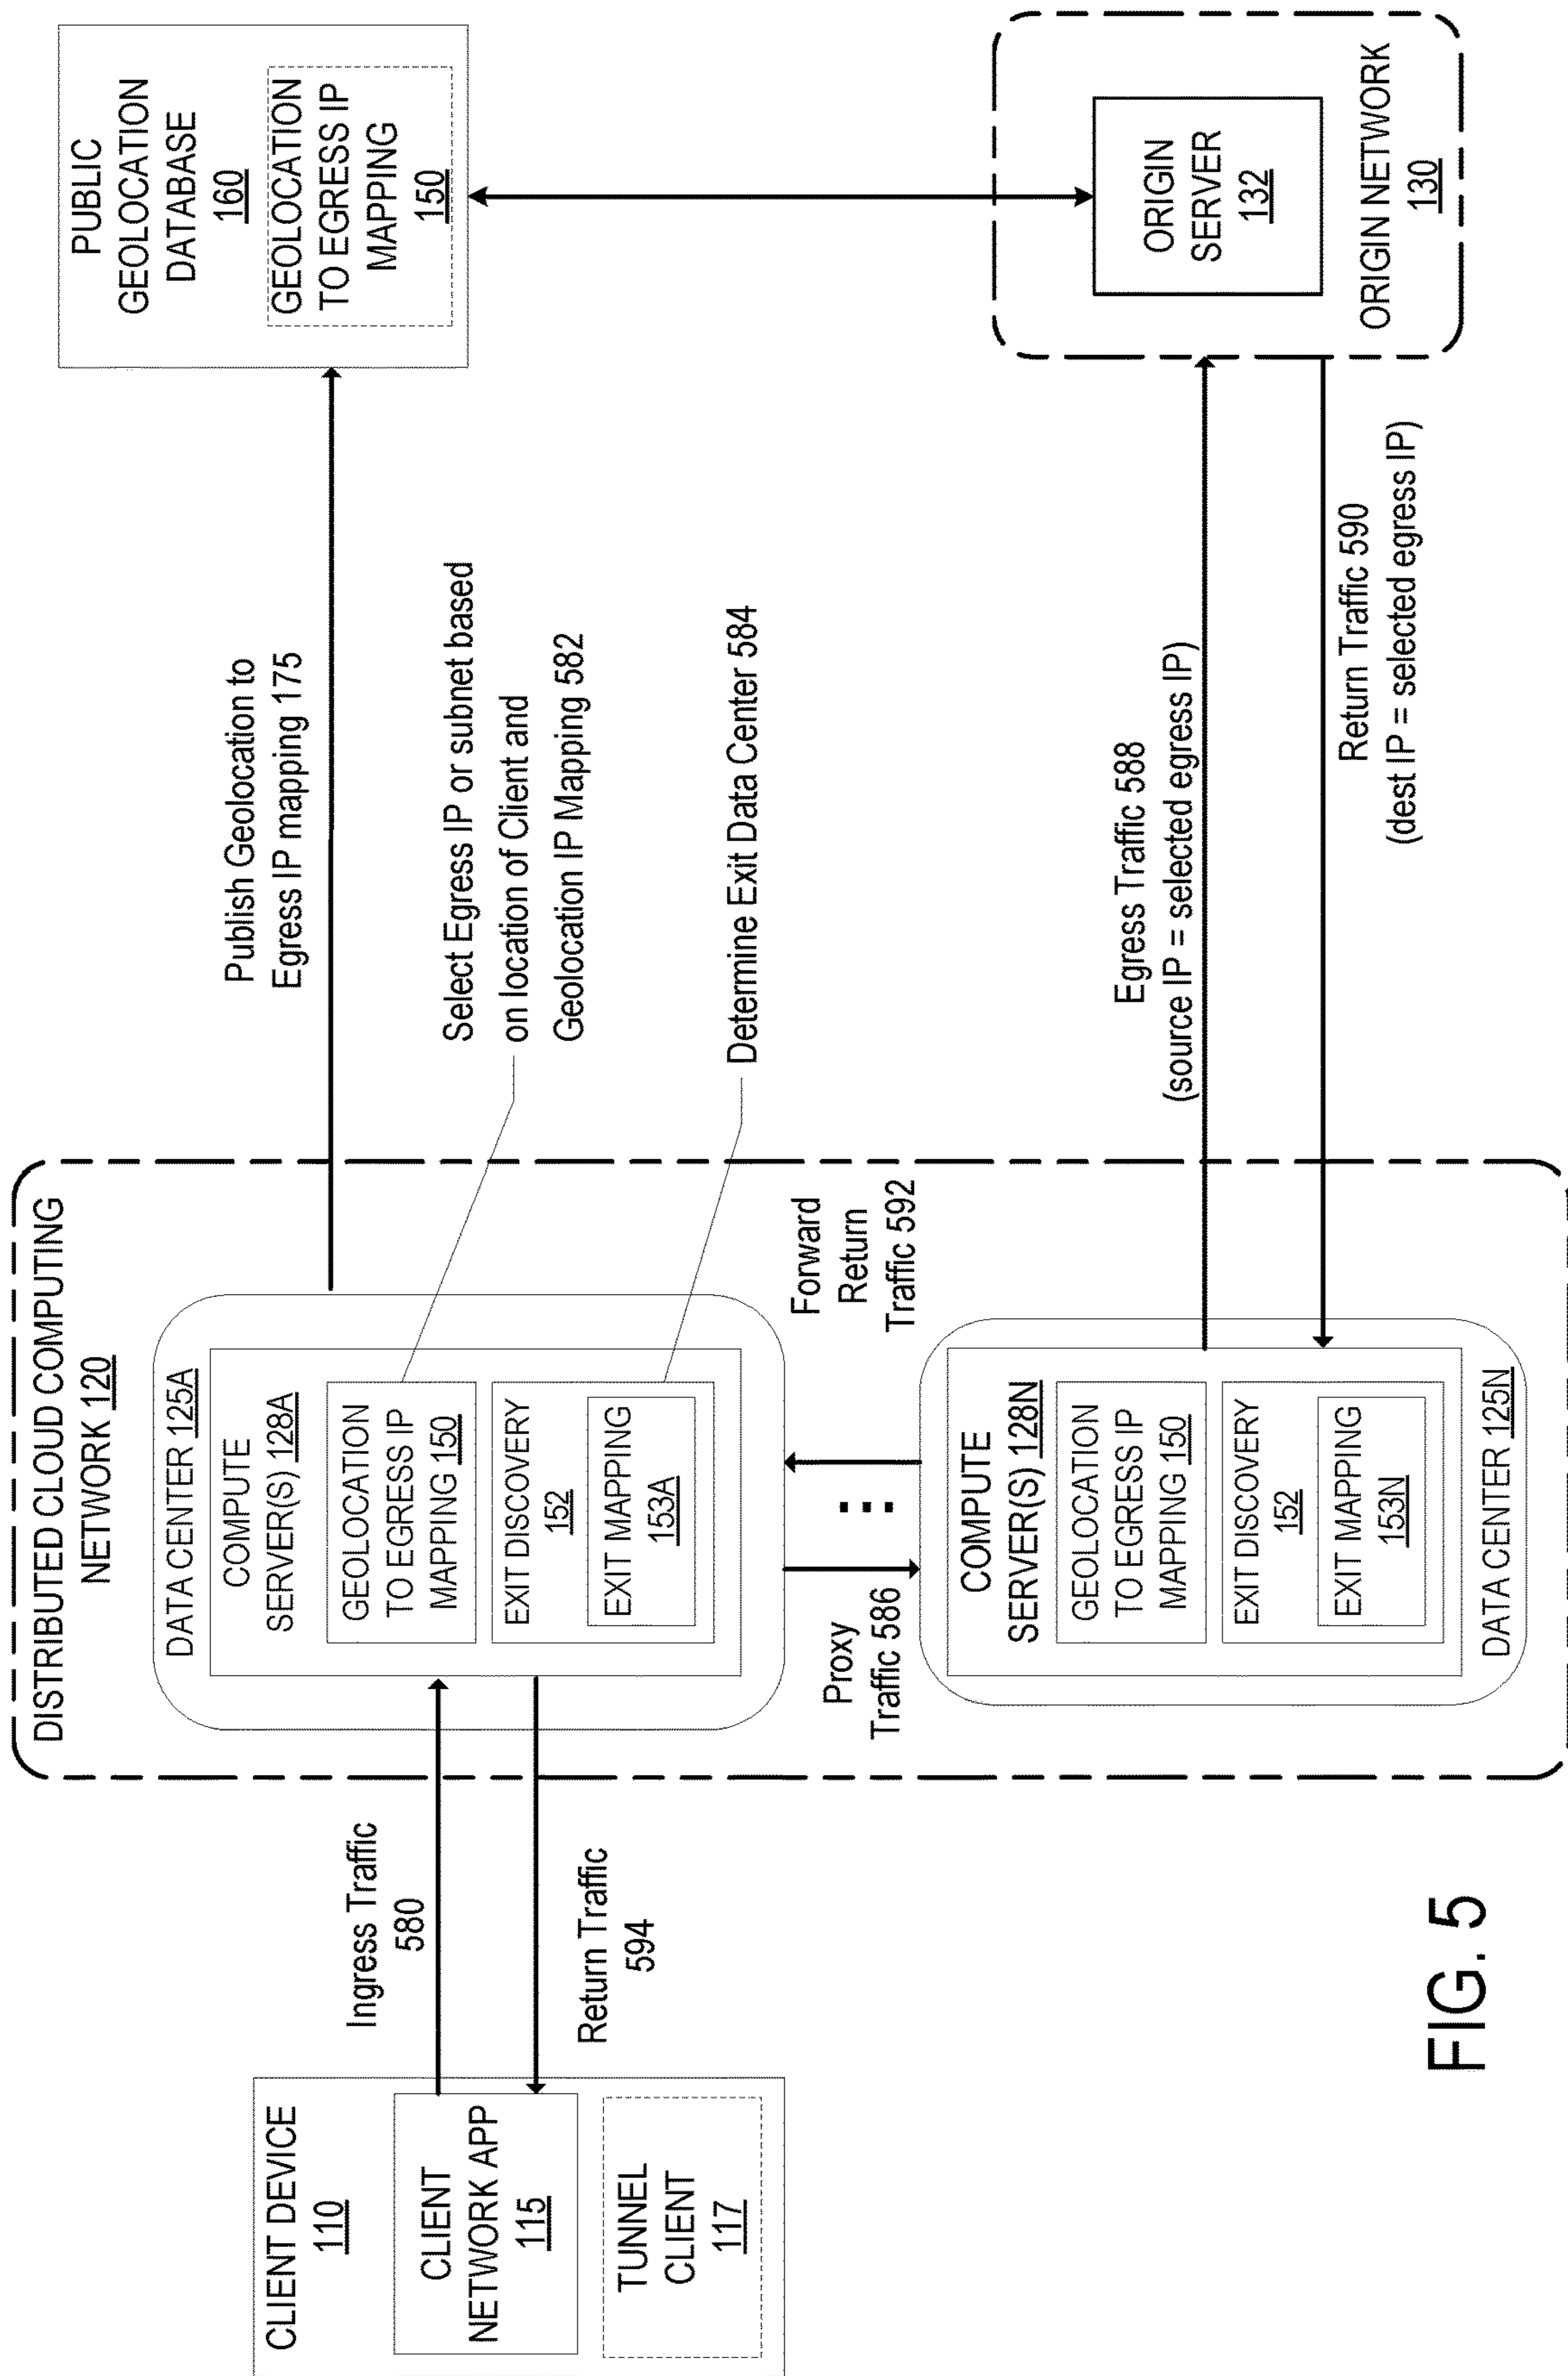 CLIENT DEVICE
110
CLIENT
NETWORK APP
115
TUNNEL
CLIENT
117
Ingress Traffic
580
Return Traffic
594
DISTRIBUTED CLOUD COMPUTING
NETWORK 120
DATA CENTER 125A
COMPUTE
SERVER(S) 128A
GEOLOCATION
TO EGRESS IP
MAPPING 150
EXIT DISCOVERY
152
EXIT MAPPING
153A
Proxy
Traffic 586
Forward
Return
Traffic 592
COMPUTE
SERVER(S) 128N
GEOLOCATION
TO EGRESS IP
MAPPING 150
EXIT DISCOVERY
152
EXIT MAPPING
153N
DATA CENTER 125N
Publish Geolocation to
Egress IP mapping 175
Select Egress IP or subnet based
on location of Client and
Geolocation IP Mapping 582
Determine Exit Data Center 584
Egress Traffic 588
(source IP = selected egress IP)
Return Traffic 590
(dest IP = selected egress IP)
PUBLIC
GEOLOCATION
DATABASE
160
GEOLOCATION
TO EGRESS IP
MAPPING
150
ORIGIN
SERVER
132
ORIGIN NETWORK
130
FIG. 5